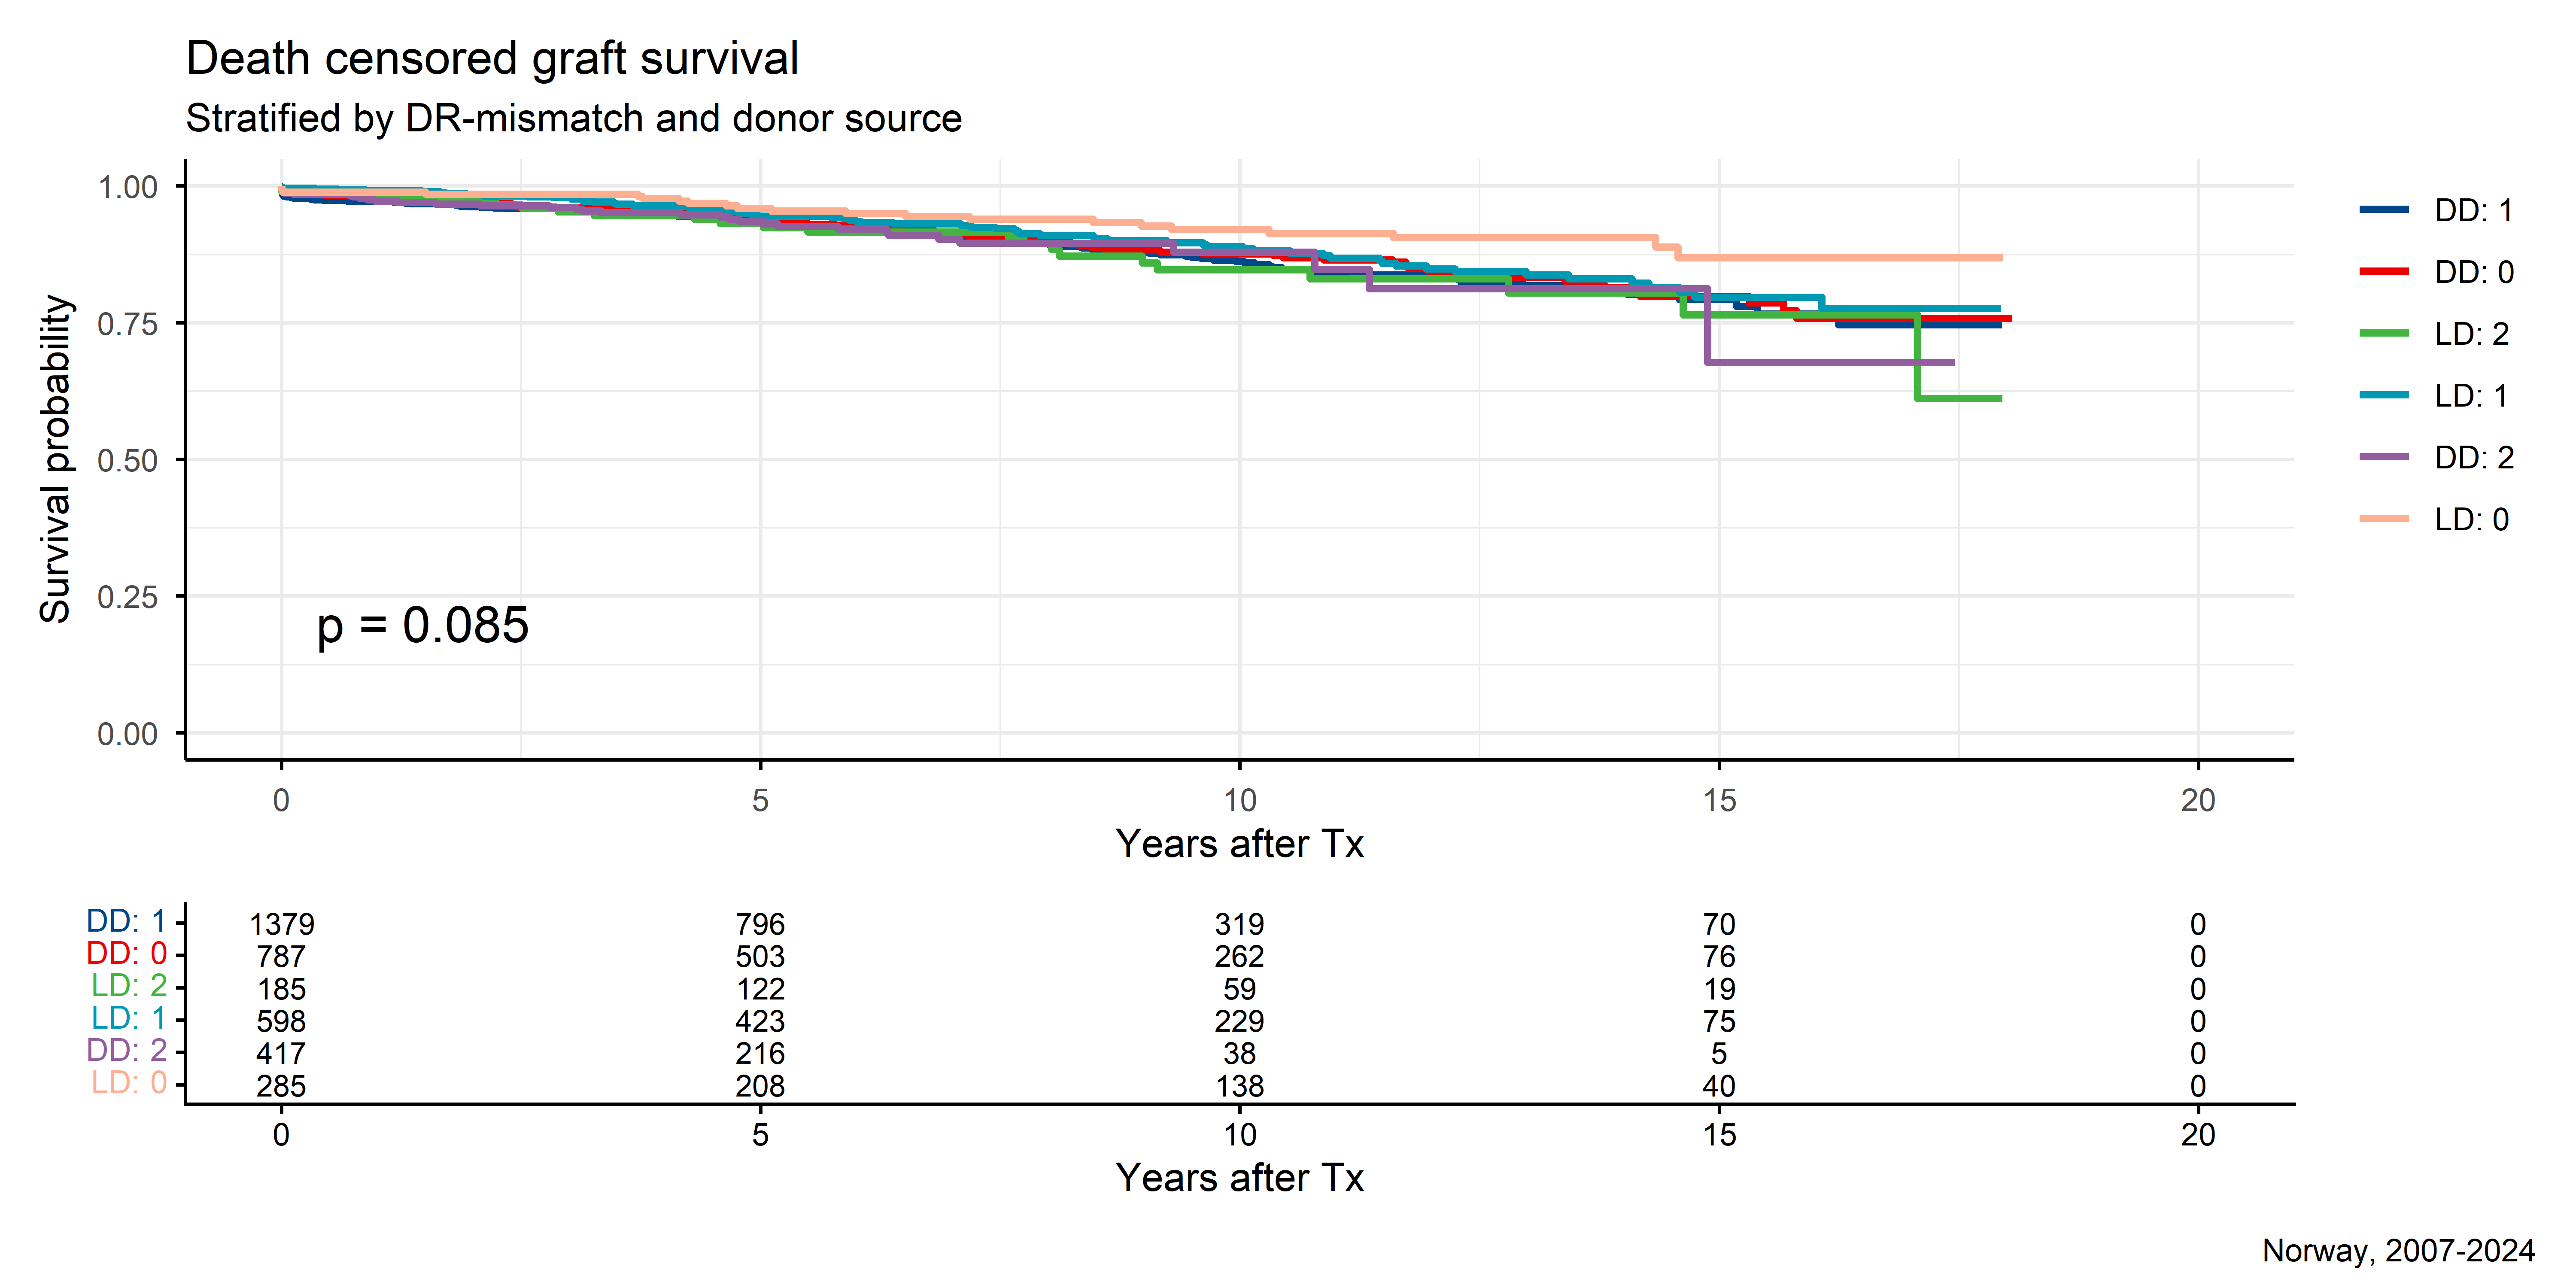 Death censored graft survival
Stratified by DR-mismatch and donor source
Survival probability
1.00
0.75
0.50
0.25
0.00
p = 0.085
0 5 10 15 20
Years after Tx
DD: 1
DD: 0
LD: 2
LD: 1
DD: 2
LD: 0
DD: 1 1379 796 319 70 0
DD: 0 787 503 262 76 0
LD: 2 185 122 59 19 0
LD: 1 598 423 229 75 0
DD: 2 417 216 38 5 0
LD: 0 285 208 138 40 0
0 5 10 15 20
Years after Tx
Norway, 2007-2024